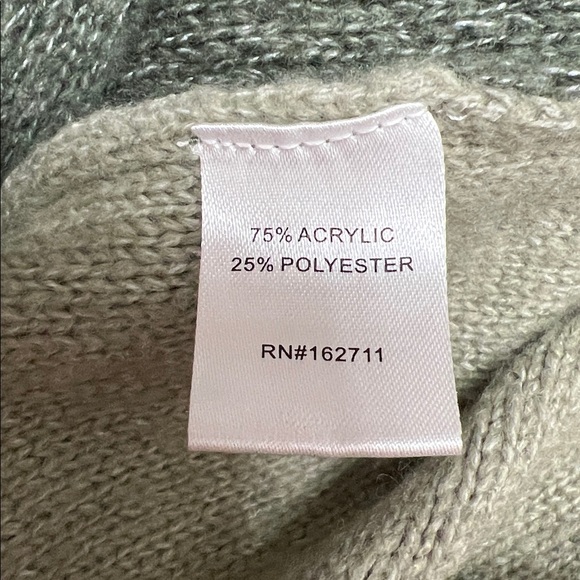 75% ACRYLIC
25% POLYESTER
RN#162711